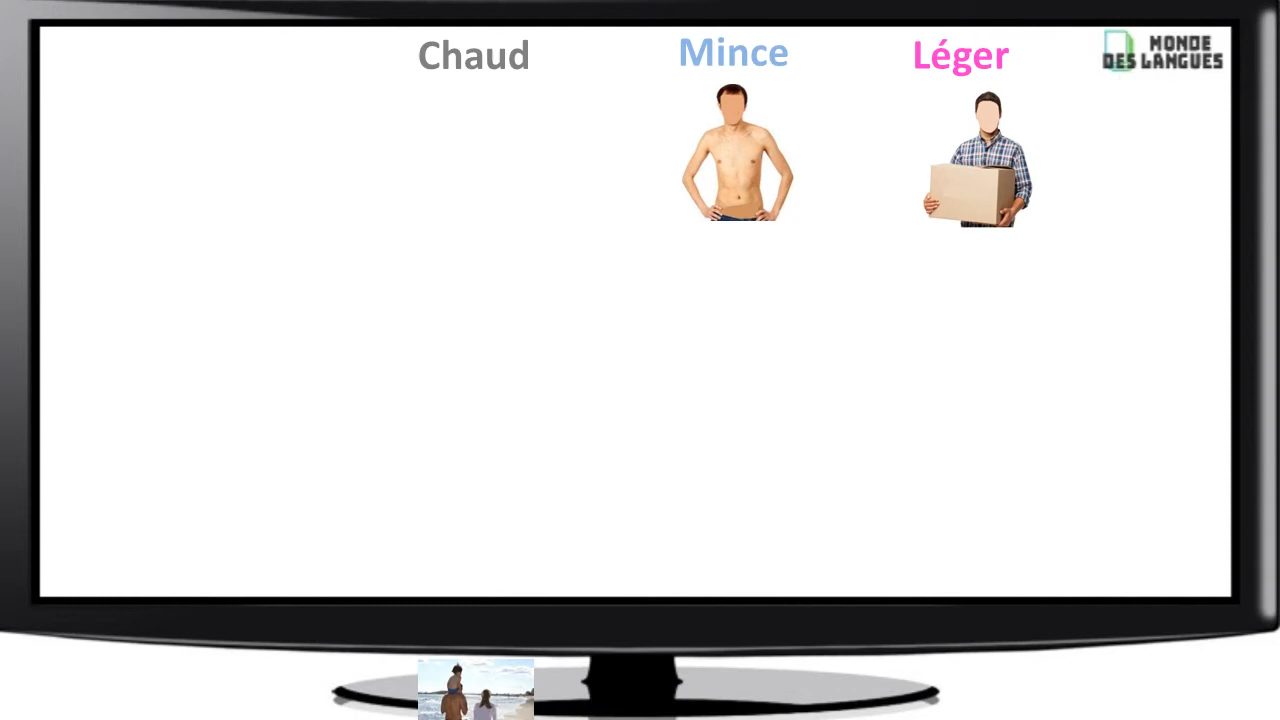 Chaud
Mince
Léger
MONDE
DES LANGUES